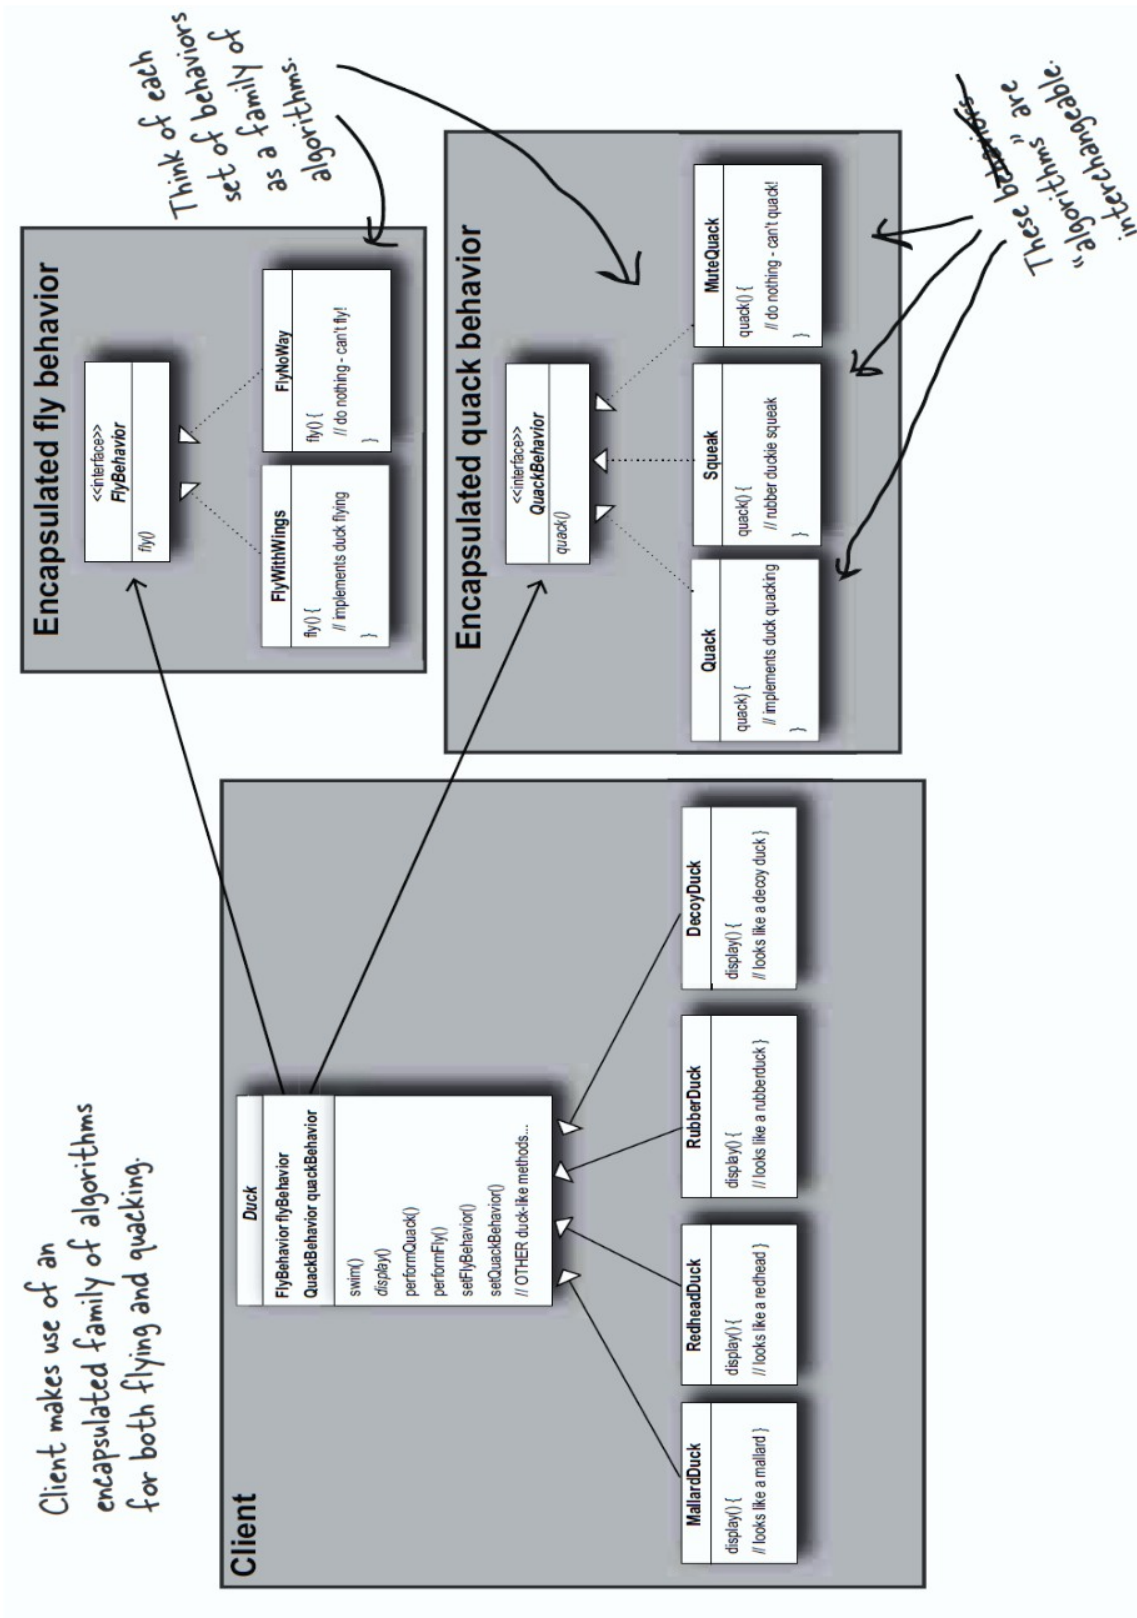 Client makes use of an
encapsulated family of algorithms
for both flying and quacking.
Client
Duck
FlyBehavior flyBehavior
QuackBehavior quackBehavior
swim()
display()
performQuack()
performFly()
setFlyBehavior()
setQuackBehavior()
// OTHER duck-like methods...
MallardDuck
display() {
// looks like a mallard }
RedheadDuck
display() {
// looks like a redhead }
RubberDuck
display() {
// looks like a rubberduck }
DecoyDuck
display() {
// looks like a decoy duck }
Encapsulated fly behavior
<<interface>>
FlyBehavior
fly()
FlyWithWings
fly() {
// implements duck flying
}
FlyNoWay
fly() {
// do nothing - can't fly!
}
Think of each
set of behaviors
as a family of
algorithms.
Encapsulated quack behavior
<<interface>>
QuackBehavior
quack()
Quack
quack) {
// implements duck quacking
}
Squeak
quack() {
// rubber duckie squeak
}
MuteQuack
quack() {
// do nothing - can't quack!
}
These behaviors
"algorithms" are
interchangeable.